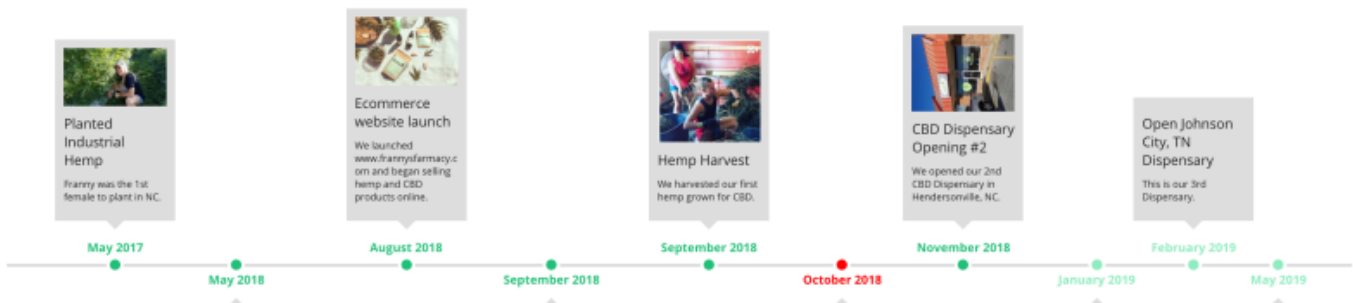 Planted
Industrial
Hemp
Franny was the 1st
female to plant in NC.
May 2017
May 2018
Ecommerce
website launch
We launched
www.frannysfarmacy.c
om and began selling
hemp and CBD
products online.
August 2018
September 2018
Hemp Harvest
We harvested our first
hemp grown for CBD.
September 2018
October 2018
CBD Dispensary
Opening #2
We opened our 2nd
CBD Dispensary in
Hendersonville, NC.
November 2018
January 2019
Open Johnson
City, TN
Dispensary
This is our 3rd
Dispensary.
February 2019
May 2019